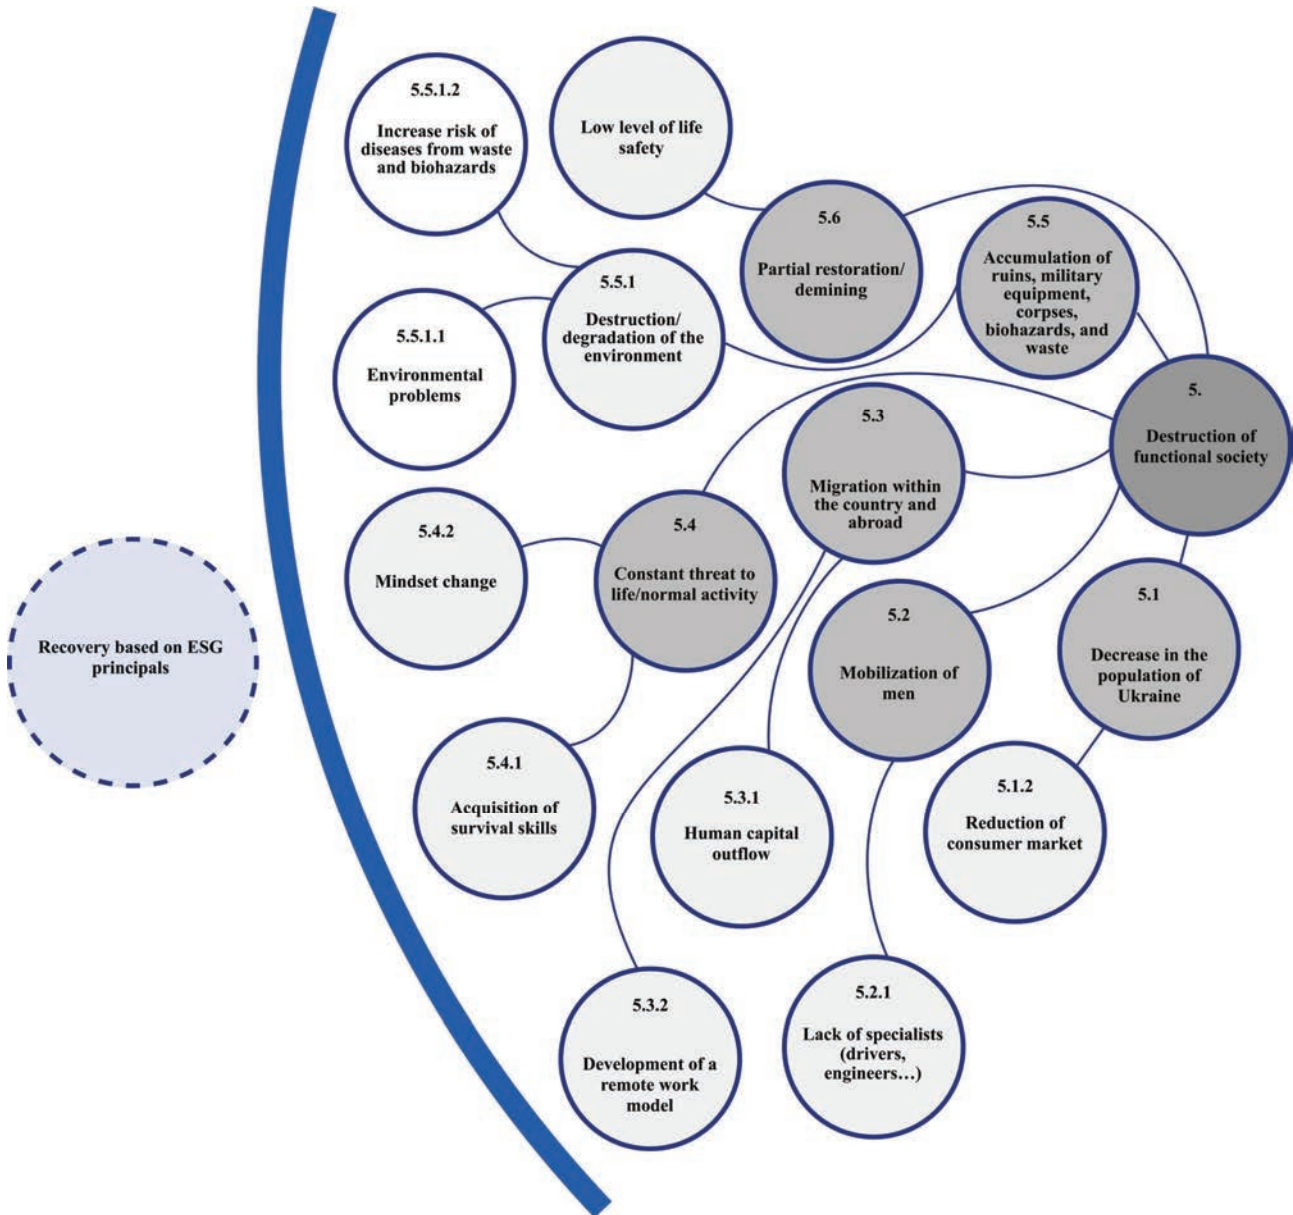 5.5.1.2
Increase risk of
diseases from waste
and biohazards
Low level of life
safety
5.6
Partial restoration/
demining
5.5
Accumulation of
ruins, military
equipment,
corpses,
biohazards, and
waste
5.5.1
Destruction/
degradation of the
environment
5.5.1.1
Environmental
problems
5.3
Migration within
the country and
abroad
5.
Destruction of
functional society
5.4.2
Mindset change
5.4
Constant threat to
life/normal activity
5.2
Mobilization of
men
5.1
Decrease in the
population of
Ukraine
Recovery based on ESG
principals
5.4.1
Acquisition of
survival skills
5.3.1
Human capital
outflow
5.1.2
Reduction of
consumer market
5.3.2
Development of a
remote work
model
5.2.1
Lack of specialists
(drivers,
engineers…)